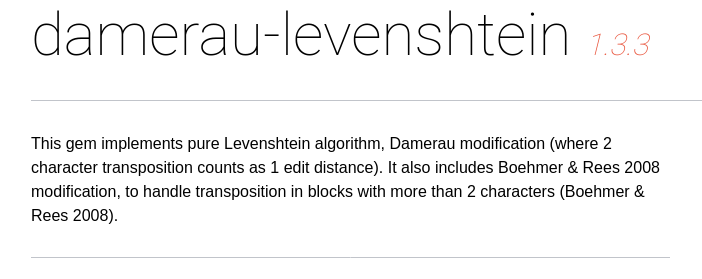 damerau-levenshtein 1.3.3
This gem implements pure Levenshtein algorithm, Damerau modification (where 2
character transposition counts as 1 edit distance). It also includes Boehmer & Rees 2008
modification, to handle transposition in blocks with more than 2 characters (Boehmer &
Rees 2008).